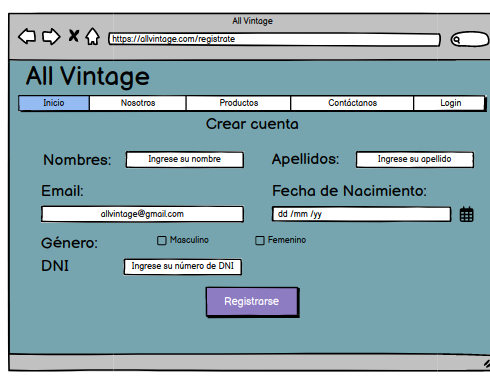 All Vintage
https://allvintage.com/registrate
All Vintage
Inicio Nosotros Productos Contáctanos Login
Crear cuenta
Nombres: Ingrese su nombre Apellidos: Ingrese su apellido
Email: Fecha de Nacimiento:
allvintage@gmail.com dd /mm /yy
Género: Masculino Femenino
DNI Ingrese su número de DNI
Registrarse